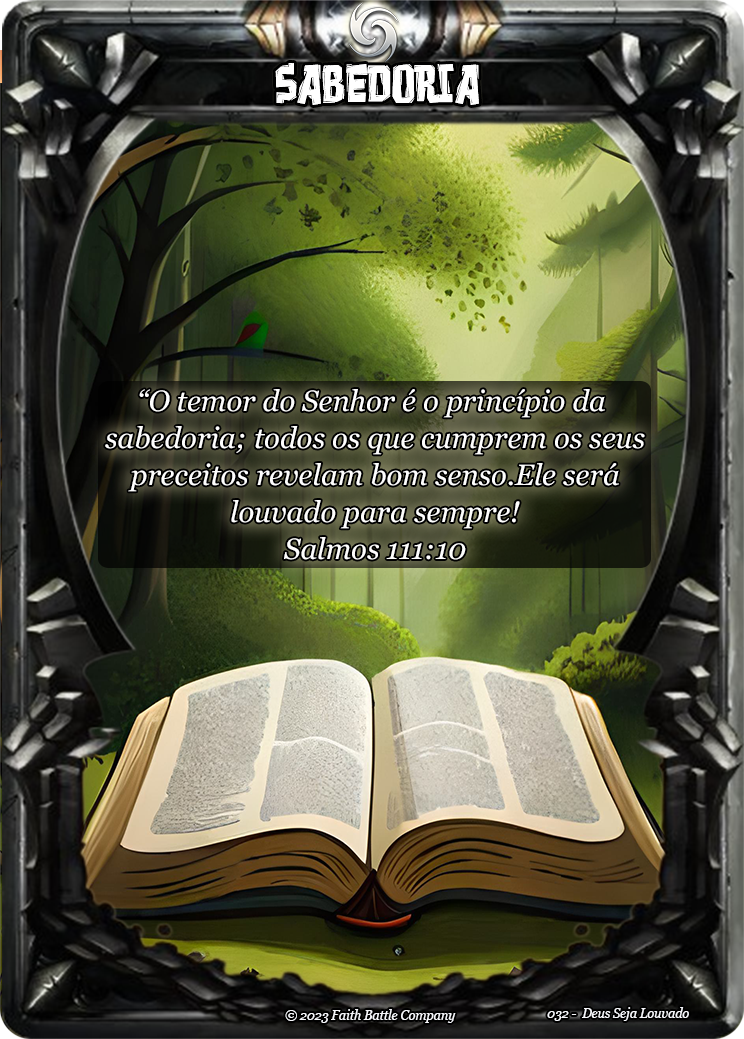 SABEDORIA
“O temor do Senhor é o princípio da
sabedoria; todos os que cumprem os seus
preceitos revelam bom senso.Ele será
louvado para sempre!
Salmos 111:10
© 2023 Faith Battle Company
032 - Deus Seja Louvado